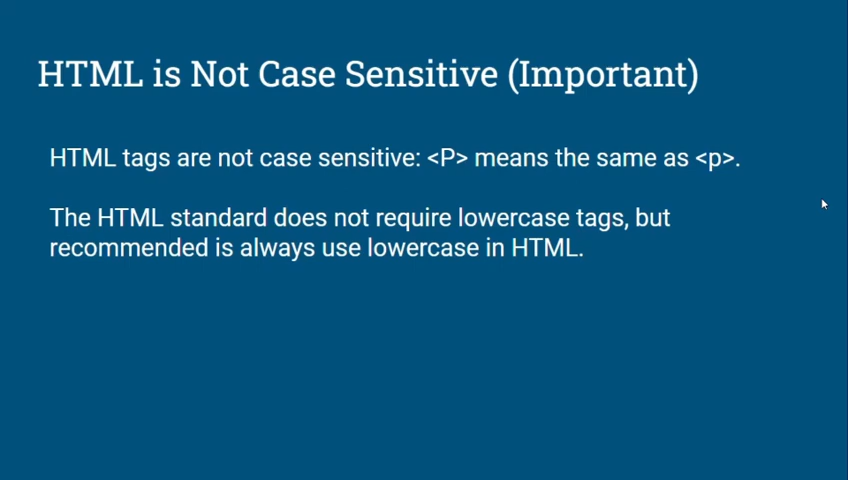 HTML is Not Case Sensitive (Important)
HTML tags are not case sensitive: <P> means the same as <p>.
The HTML standard does not require lowercase tags, but
recommended is always use lowercase in HTML.